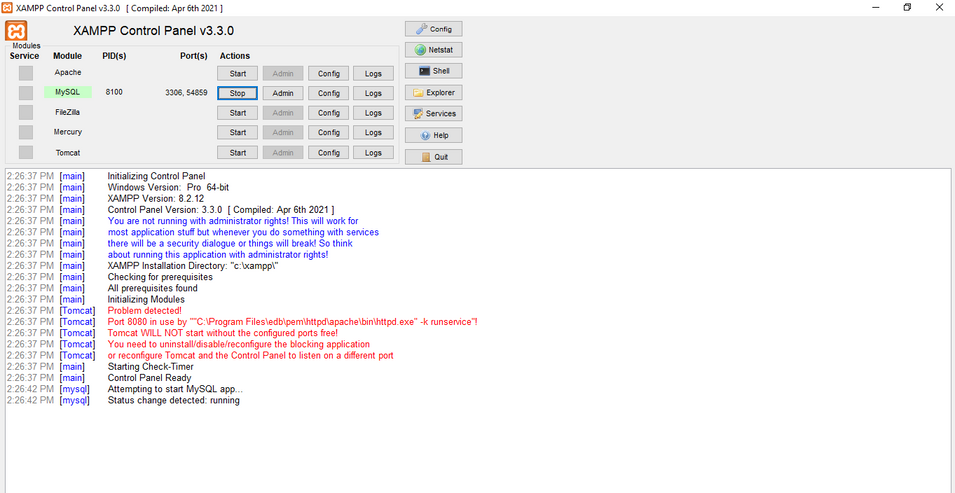 XAMPP Control Panel v3.3.0 [ Compiled: Apr 6th 2021 ]
XAMPP Control Panel v3.3.0
Config
Modules
Service Module PID(s) Port(s) Actions
Netstat
Apache Start Admin Config Logs
Shell
MySQL 8100 3306, 54859 Stop Admin Config Logs
Explorer
FileZilla Start Admin Config Logs
Services
Mercury Start Admin Config Logs
Help
Tomcat Start Admin Config Logs
Quit
2:26:37 PM [main] Initializing Control Panel
2:26:37 PM [main] Windows Version: Pro 64-bit
2:26:37 PM [main] XAMPP Version: 8.2.12
2:26:37 PM [main] Control Panel Version: 3.3.0 [ Compiled: Apr 6th 2021 ]
2:26:37 PM [main] You are not running with administrator rights! This will work for
2:26:37 PM [main] most application stuff but whenever you do something with services
2:26:37 PM [main] there will be a security dialogue or things will break! So think
2:26:37 PM [main] about running this application with administrator rights!
2:26:37 PM [main] XAMPP Installation Directory: "c:\xampp\"
2:26:37 PM [main] Checking for prerequisites
2:26:37 PM [main] All prerequisites found
2:26:37 PM [main] Initializing Modules
2:26:37 PM [Tomcat] Problem detected!
2:26:37 PM [Tomcat] Port 8080 in use by ""C:\Program Files\edb\pem\httpd\apache\bin\httpd.exe" -k runservice"!
2:26:37 PM [Tomcat] Tomcat WILL NOT start without the configured ports free!
2:26:37 PM [Tomcat] You need to uninstall/disable/reconfigure the blocking application
2:26:37 PM [Tomcat] or reconfigure Tomcat and the Control Panel to listen on a different port
2:26:37 PM [main] Starting Check-Timer
2:26:37 PM [main] Control Panel Ready
2:26:42 PM [mysql] Attempting to start MySQL app...
2:26:42 PM [mysql] Status change detected: running